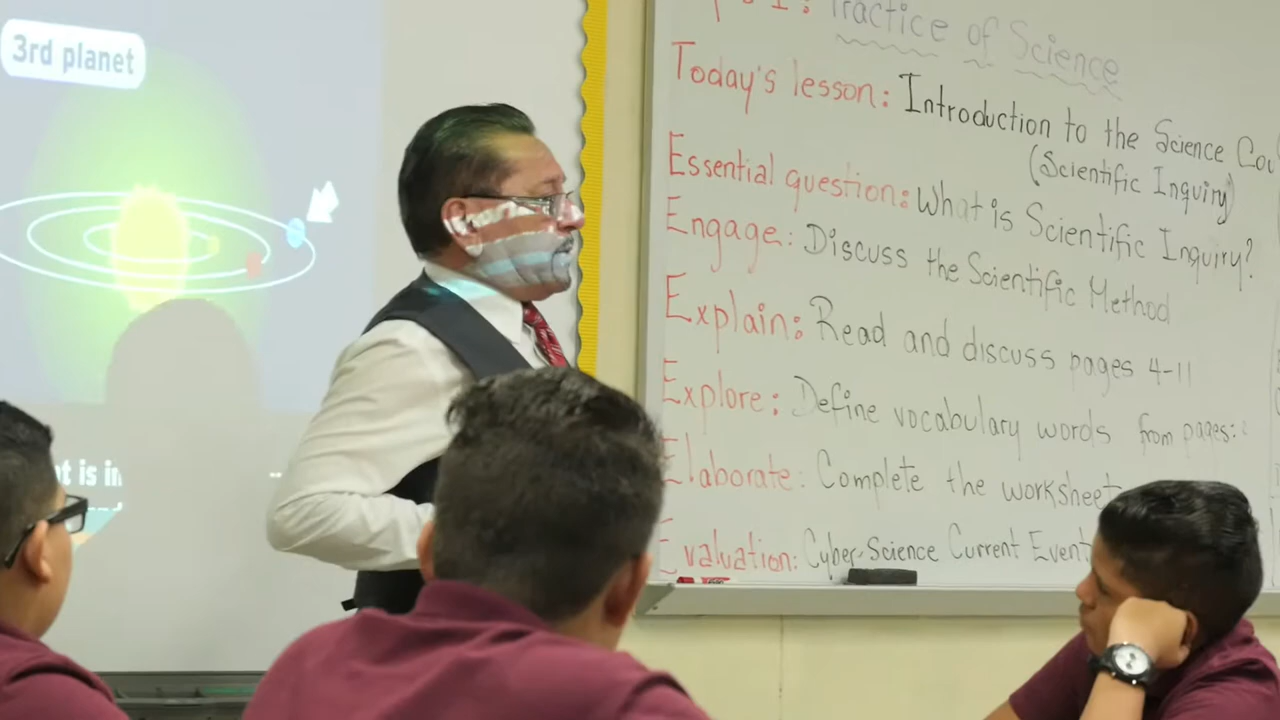 3rd planet
Practice of Science
Today's lesson: Introduction to the Science
(Scientific Inquiry)
Essential question: What is Scientific Inquiry?
Engage: Discuss the Scientific Method
Explain: Read and discuss pages 4-11
Explore: Define vocabulary words from pages:
Elaborate: Complete the worksheet
Evaluation: Cyber-Science Current Event
is